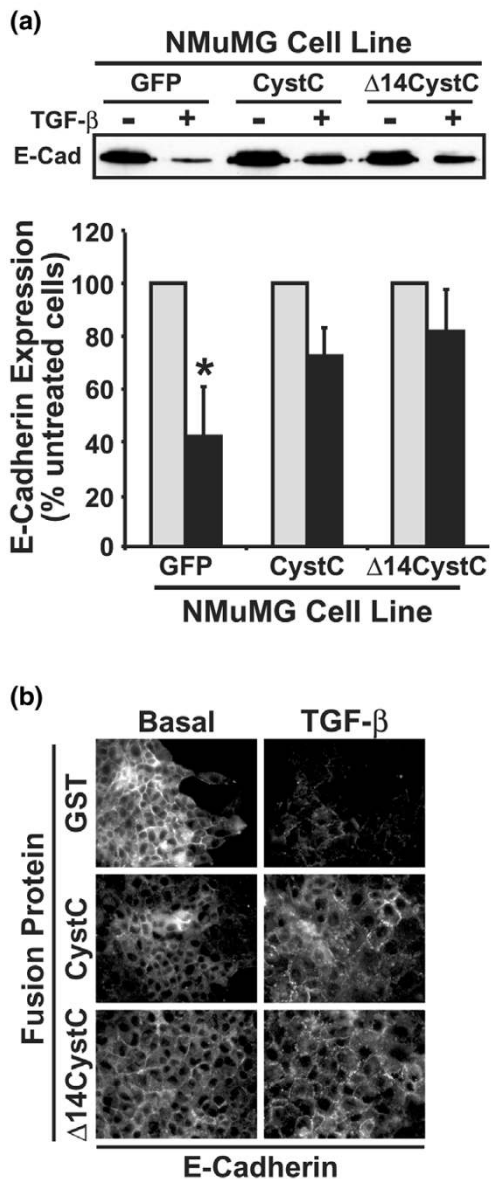 (a)
NMuMG Cell Line
GFP CystC Δ14CystC
TGF-β - + - + - +
E-Cad
E-Cadherin Expression
(% untreated cells)
120
100
80
60
40
20
0
*
GFP CystC Δ14CystC
NMuMG Cell Line
(b)
Basal TGF-β
Fusion Protein
GST
CystC
Δ14CystC
E-Cadherin